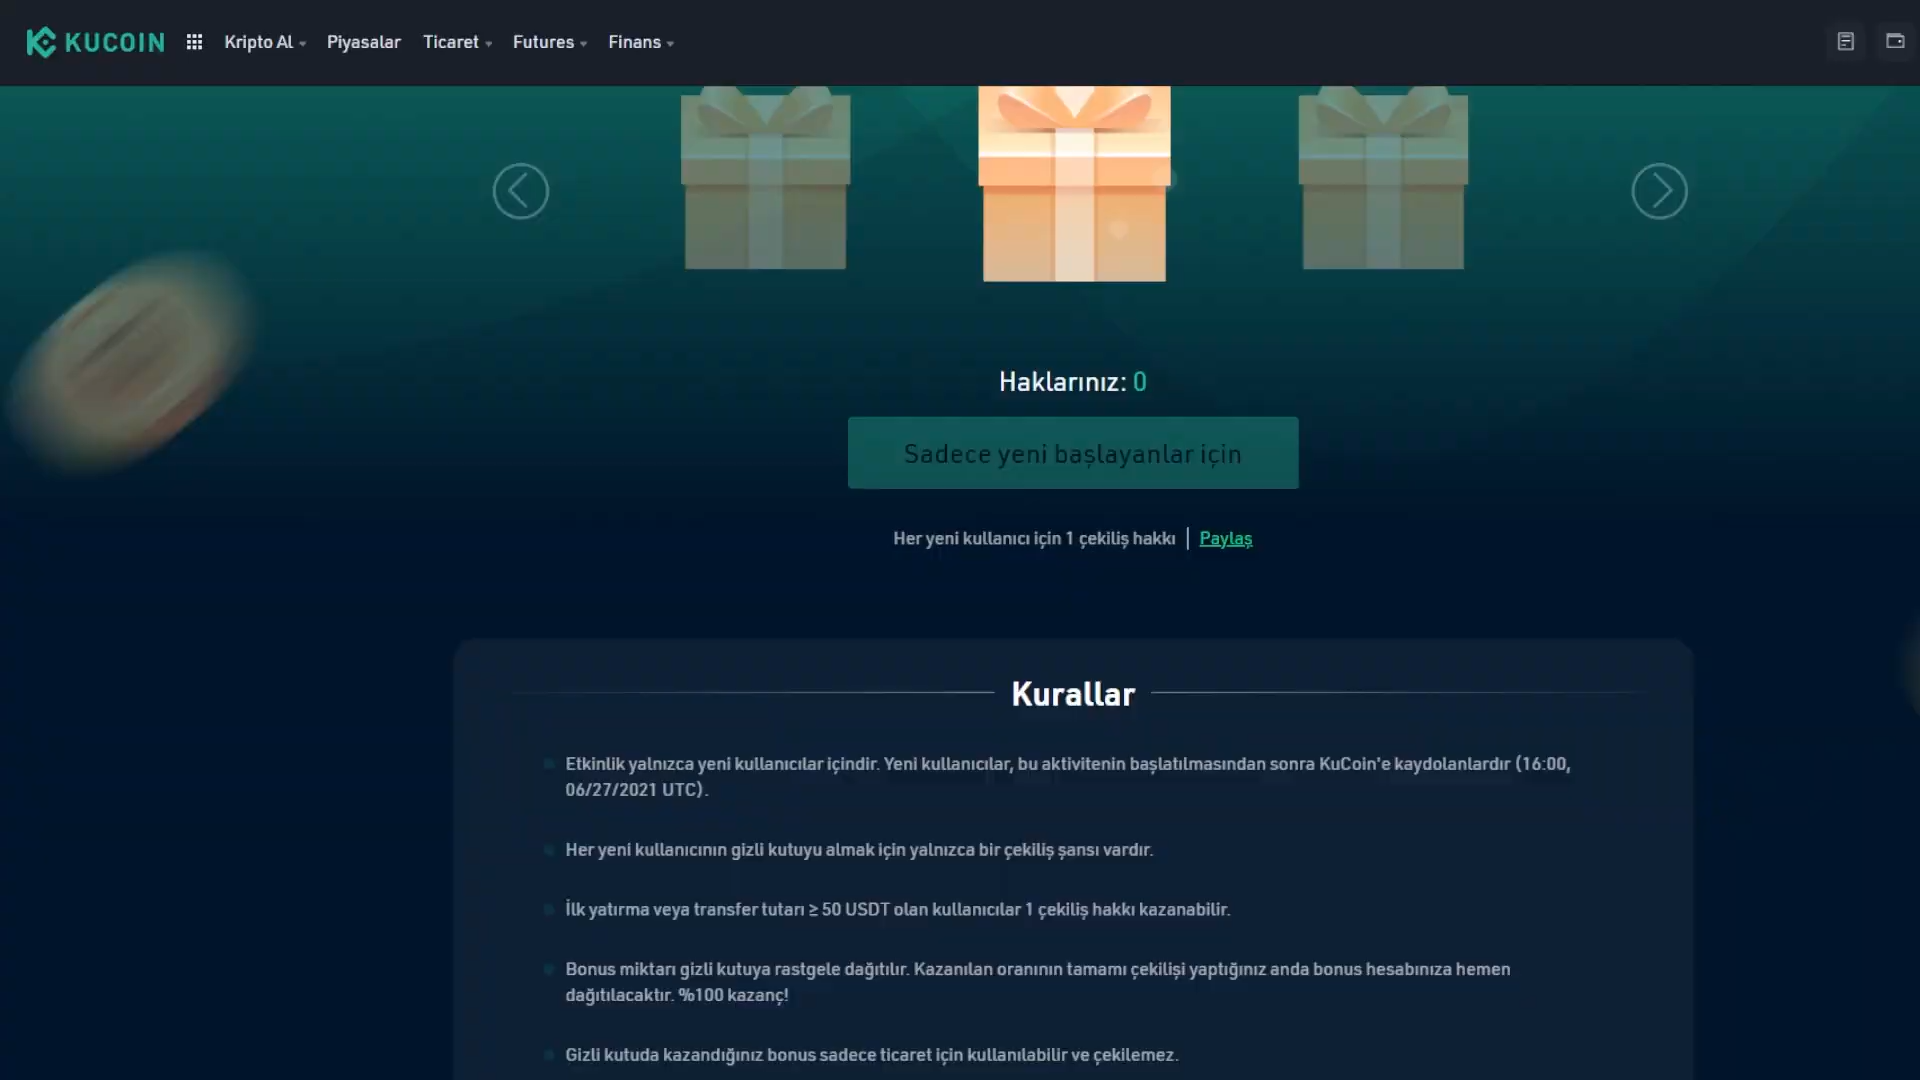 KUCOIN
Kripto Al
Piyasalar
Ticaret
Futures
Finans
Haklarınız: 0
Sadece yeni başlayanlar için
Her yeni kullanıcı için 1 çekiliş hakkı | Paylaş
Kurallar
Etkinlik yalnızca yeni kullanıcılar içindir. Yeni kullanıcılar, bu aktivitenin başlatılmasından sonra KuCoin'e kaydolanlardır (16:00,
06/27/2021 UTC).
Her yeni kullanıcının gizli kutuyu almak için yalnızca bir çekiliş şansı vardır.
İlk yatırma veya transfer tutarı ≥ 50 USDT olan kullanıcılar 1 çekiliş hakkı kazanabilir.
Bonus miktarı gizli kutuya rastgele dağıtılır. Kazanılan oranının tamamı çekilişi yaptığınız anda bonus hesabınıza hemen
dağıtılacaktır. %100 kazanç!
Gizli kutuda kazandığınız bonus sadece ticaret için kullanılabilir ve çekilemez.